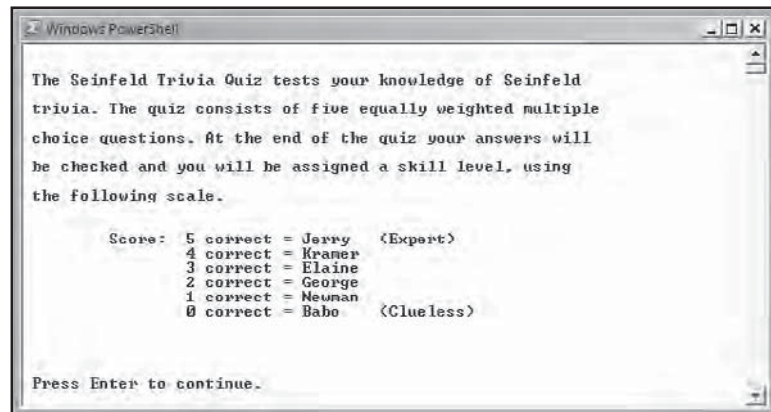 Windows PowerShell
The Seinfeld Trivia Quiz tests your knowledge of Seinfeld
trivia. The quiz consists of five equally weighted multiple
choice questions. At the end of the quiz your answers will
be checked and you will be assigned a skill level, using
the following scale.
Score: 5 correct = Jerry (Expert)
4 correct = Kramer
3 correct = Elaine
2 correct = George
1 correct = Newman
0 correct = Babo (Clueless)
Press Enter to continue.